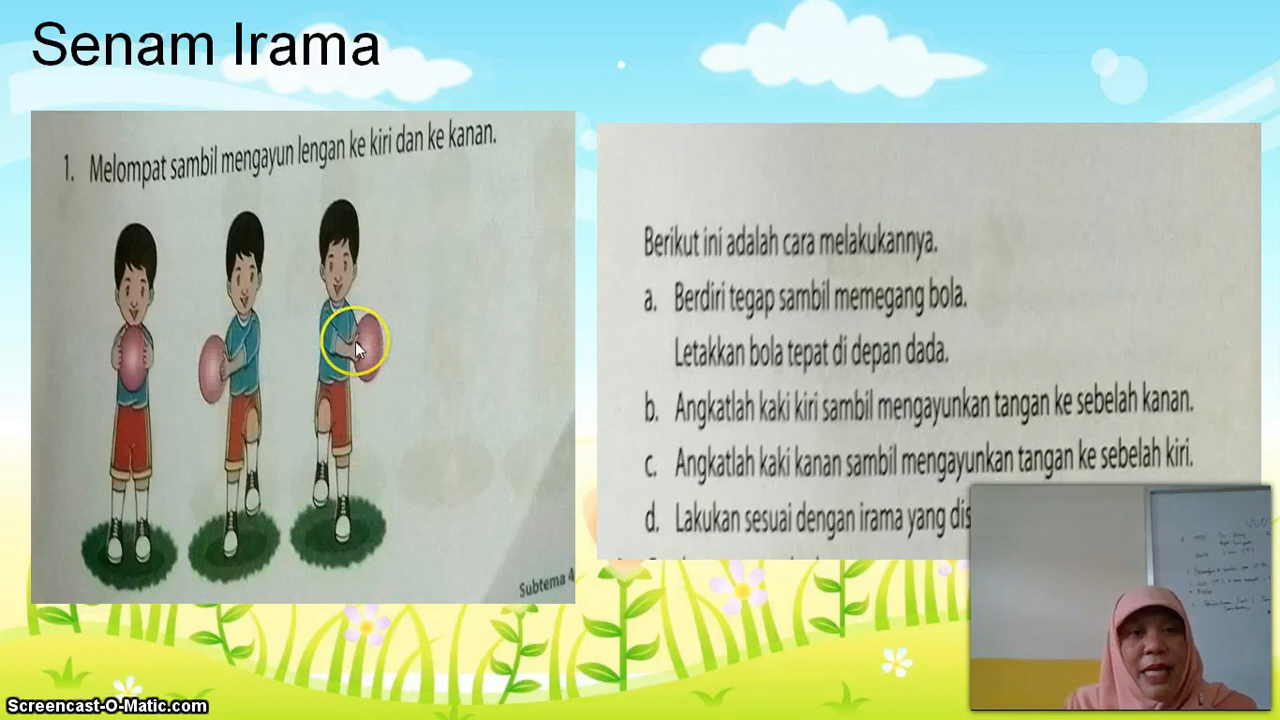 Senam Irama
1. Melompat sambil mengayun lengan ke kiri dan ke kanan.
Subtema 4
Berikut ini adalah cara melakukannya.
a. Berdiri tegap sambil memegang bola.
Letakkan bola tepat di depan dada.
b. Angkatlah kaki kiri sambil mengayunkan tangan ke sebelah kanan.
c. Angkatlah kaki kanan sambil mengayunkan tangan ke sebelah kiri.
d. Lakukan sesuai dengan irama yang
Screencast-O-Matic.com